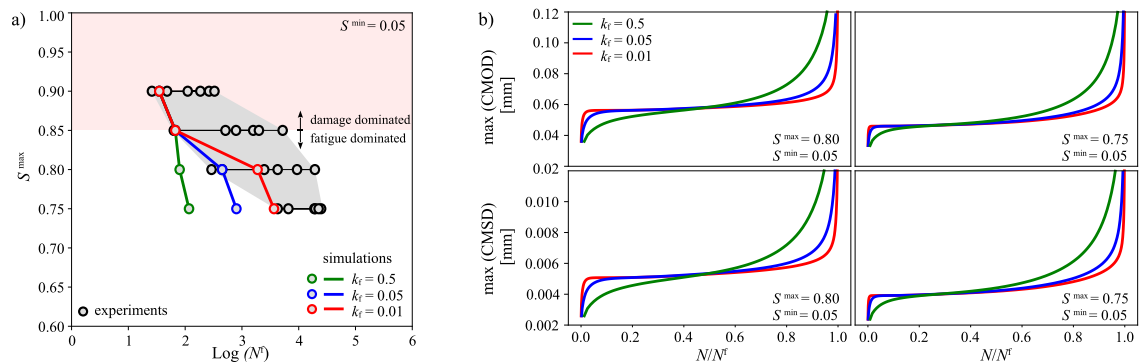 a)
S^max
1.00
0.95
0.90
0.85
0.80
0.75
0.70
0.65
0.60
S^min = 0.05
damage dominated
fatigue dominated
simulations
k_f = 0.5
k_f = 0.05
k_f = 0.01
experiments
0 1 2 3 4 5 6
Log (N^f)
b)
max (CMOD)
[mm]
0.12
0.10
0.08
0.06
0.04
0.02
k_f = 0.5
k_f = 0.05
k_f = 0.01
S^max = 0.80
S^min = 0.05
S^max = 0.75
S^min = 0.05
max (CMSD)
[mm]
0.02
0.010
0.008
0.006
0.004
0.002
S^max = 0.80
S^min = 0.05
S^max = 0.75
S^min = 0.05
0.0 0.2 0.4 0.6 0.8 1.0
N/N^f
0.0 0.2 0.4 0.6 0.8 1.0
N/N^f